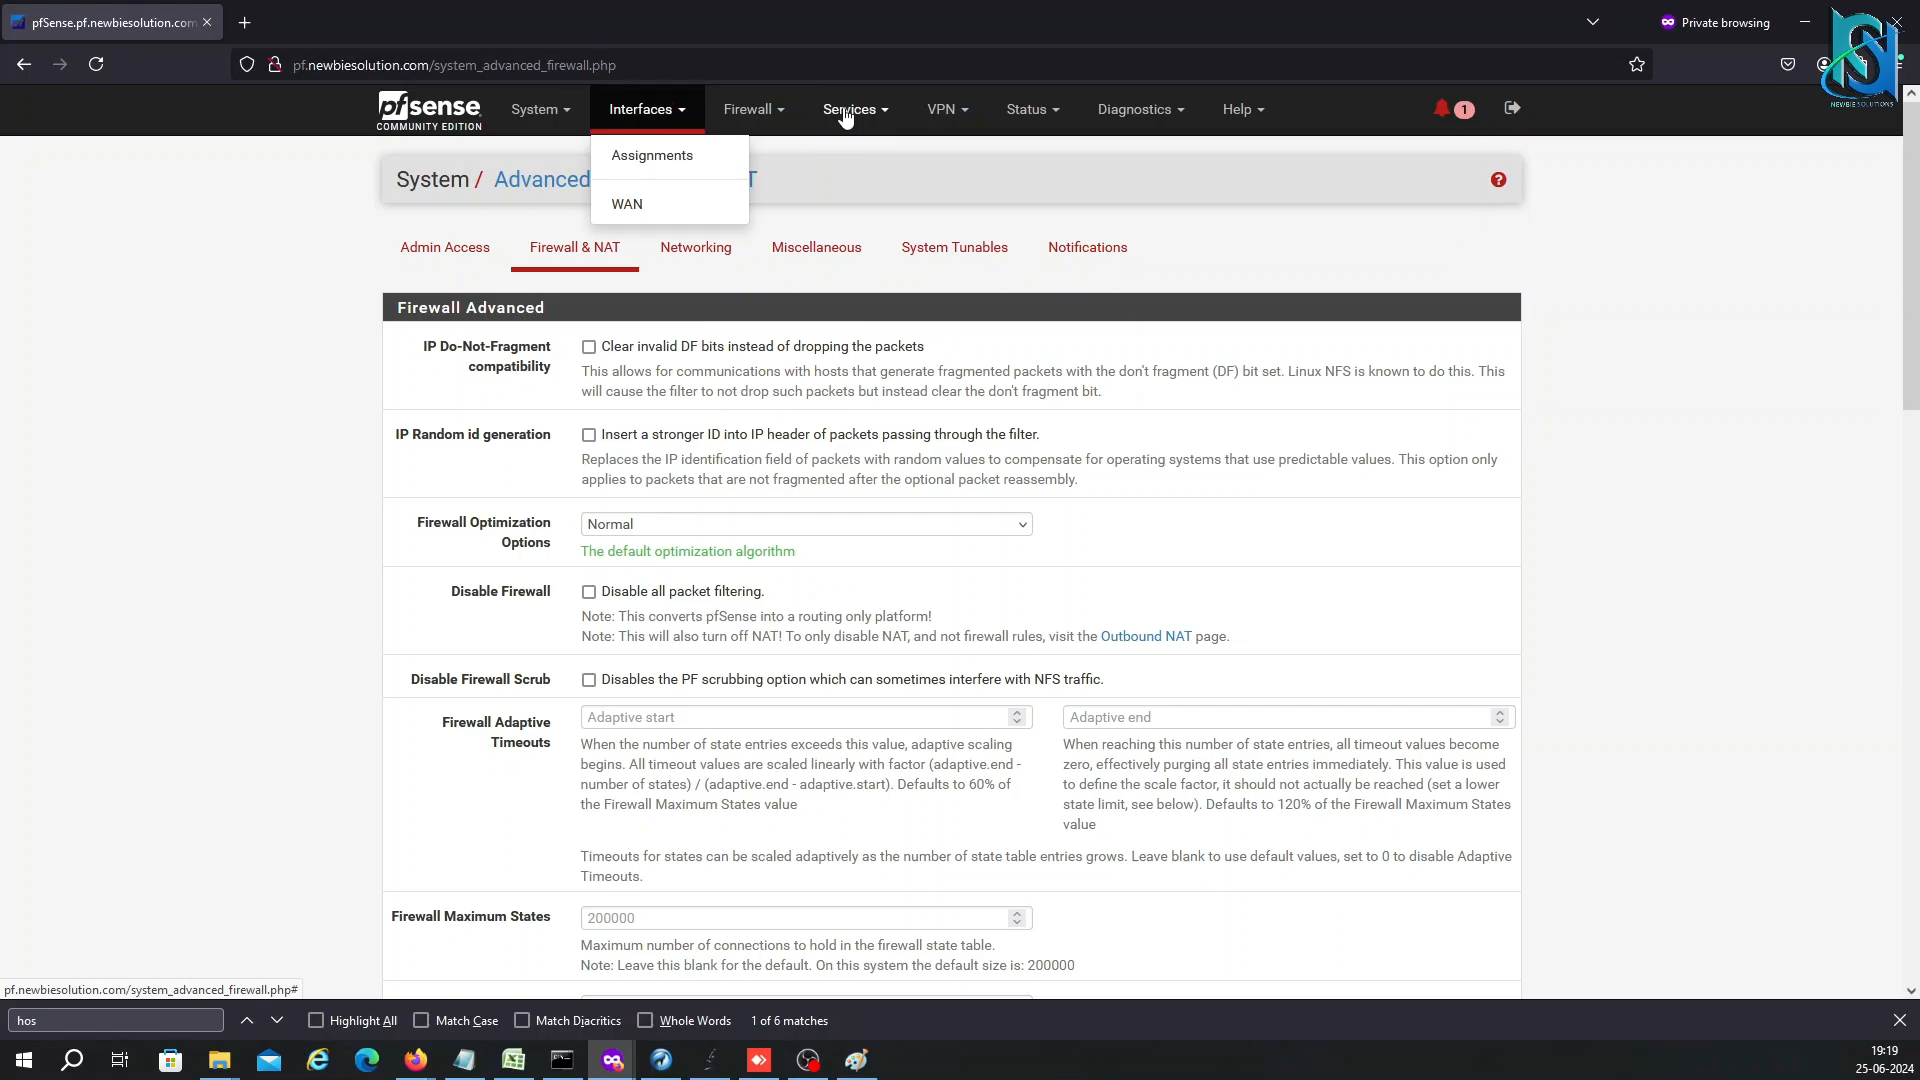 pfSense.pf.newbiesolution.com
Private browsing
pf.newbiesolution.com/system_advanced_firewall.php
NEWBIE SOLUTIONS
pfsense
COMMUNITY EDITION
System
Interfaces
Firewall
Services
VPN
Status
Diagnostics
Help
1
Assignments
WAN
System / Advanced
T
?
Admin Access
Firewall & NAT
Networking
Miscellaneous
System Tunables
Notifications
Firewall Advanced
IP Do-Not-Fragment
compatibility
Clear invalid DF bits instead of dropping the packets
This allows for communications with hosts that generate fragmented packets with the don't fragment (DF) bit set. Linux NFS is known to do this. This
will cause the filter to not drop such packets but instead clear the don't fragment bit.
IP Random id generation
Insert a stronger ID into IP header of packets passing through the filter.
Replaces the IP identification field of packets with random values to compensate for operating systems that use predictable values. This option only
applies to packets that are not fragmented after the optional packet reassembly.
Firewall Optimization
Options
Normal
The default optimization algorithm
Disable Firewall
Disable all packet filtering.
Note: This converts pfSense into a routing only platform!
Note: This will also turn off NAT! To only disable NAT, and not firewall rules, visit the Outbound NAT page.
Disable Firewall Scrub
Disables the PF scrubbing option which can sometimes interfere with NFS traffic.
Firewall Adaptive
Timeouts
Adaptive start
When the number of state entries exceeds this value, adaptive scaling
begins. All timeout values are scaled linearly with factor (adaptive.end -
number of states) / (adaptive.end - adaptive.start). Defaults to 60% of
the Firewall Maximum States value
Adaptive end
When reaching this number of state entries, all timeout values become
zero, effectively purging all state entries immediately. This value is used
to define the scale factor, it should not actually be reached (set a lower
state limit, see below). Defaults to 120% of the Firewall Maximum States
value
Timeouts for states can be scaled adaptively as the number of state table entries grows. Leave blank to use default values, set to 0 to disable Adaptive
Timeouts.
Firewall Maximum States
200000
Maximum number of connections to hold in the firewall state table.
Note: Leave this blank for the default. On this system the default size is: 200000
pf.newbiesolution.com/system_advanced_firewall.php#
hos
Highlight All
Match Case
Match Diacritics
Whole Words
1 of 6 matches
19:19
25-06-2024